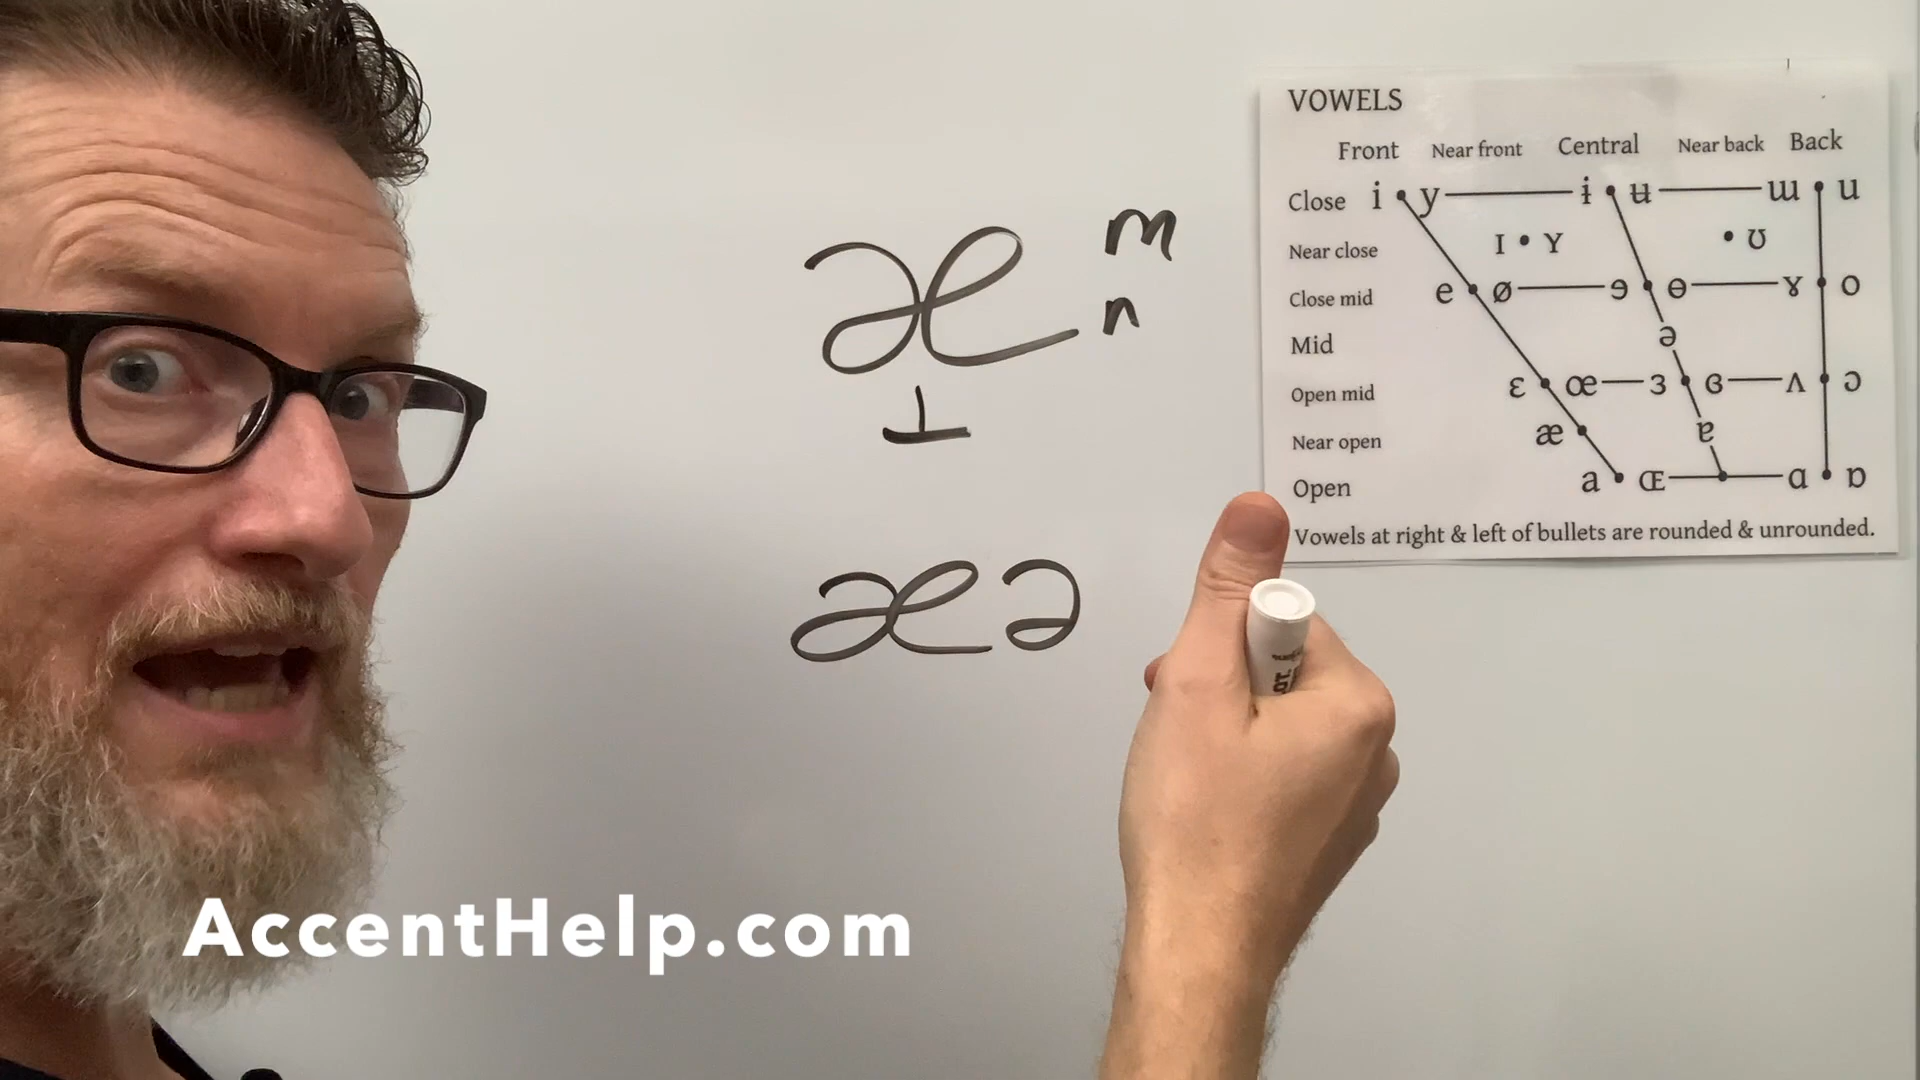 æ m
n
˔
æə
VOWELS
Front Near front Central Near back Back
Close i y ɨ ʉ ɯ u
Near close ɪ ʏ ʊ
Close mid e ø ɘ ɵ ɤ o
Mid ə
Open mid ɛ œ ɜ ɞ ʌ ɔ
Near open æ ɐ
Open a ɶ ɑ ɒ
Vowels at right & left of bullets are rounded & unrounded.
AccentHelp.com